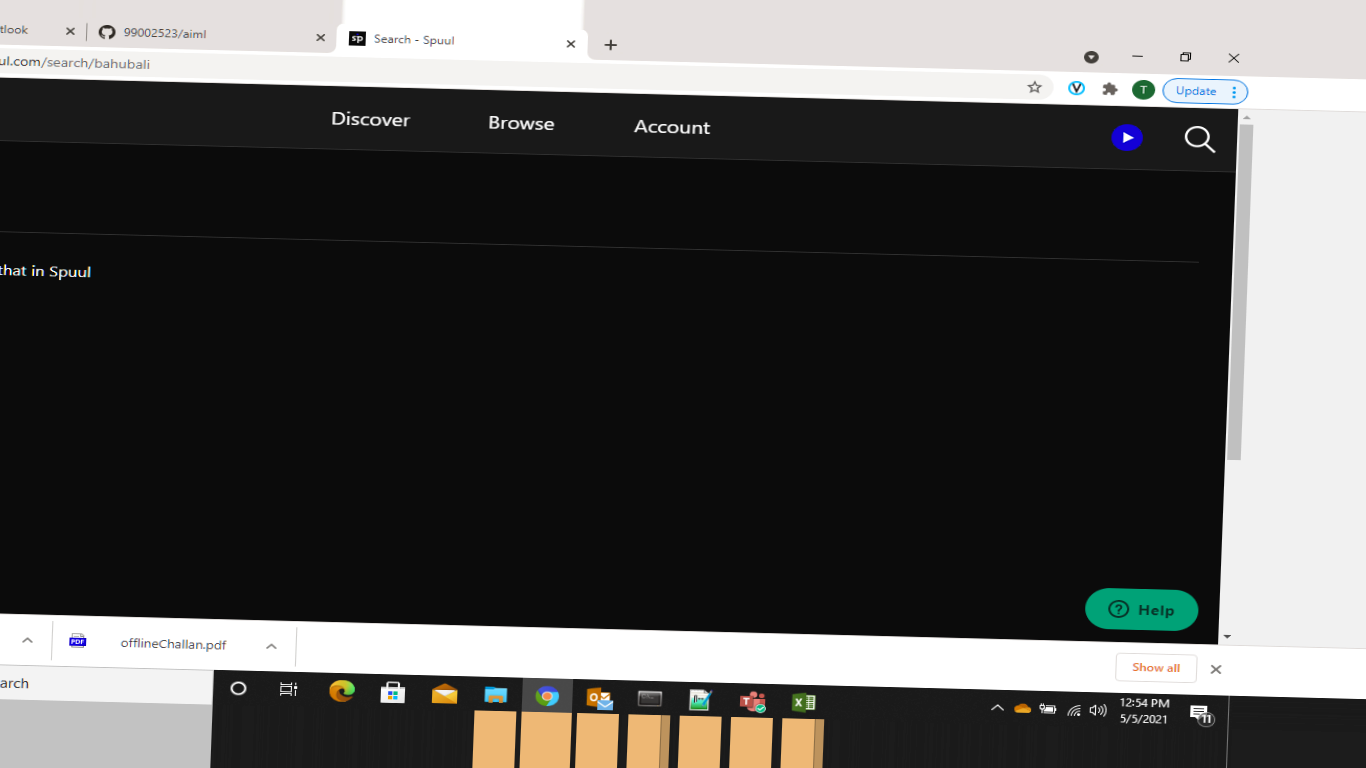 tlook
99002523/aiml
sp
Search - Spuul
ul.com/search/bahubali
V
T
Update
Discover
Browse
Account
that in Spuul
Help
PDF
offlineChallan.pdf
Show all
arch
12:54 PM
5/5/2021
11